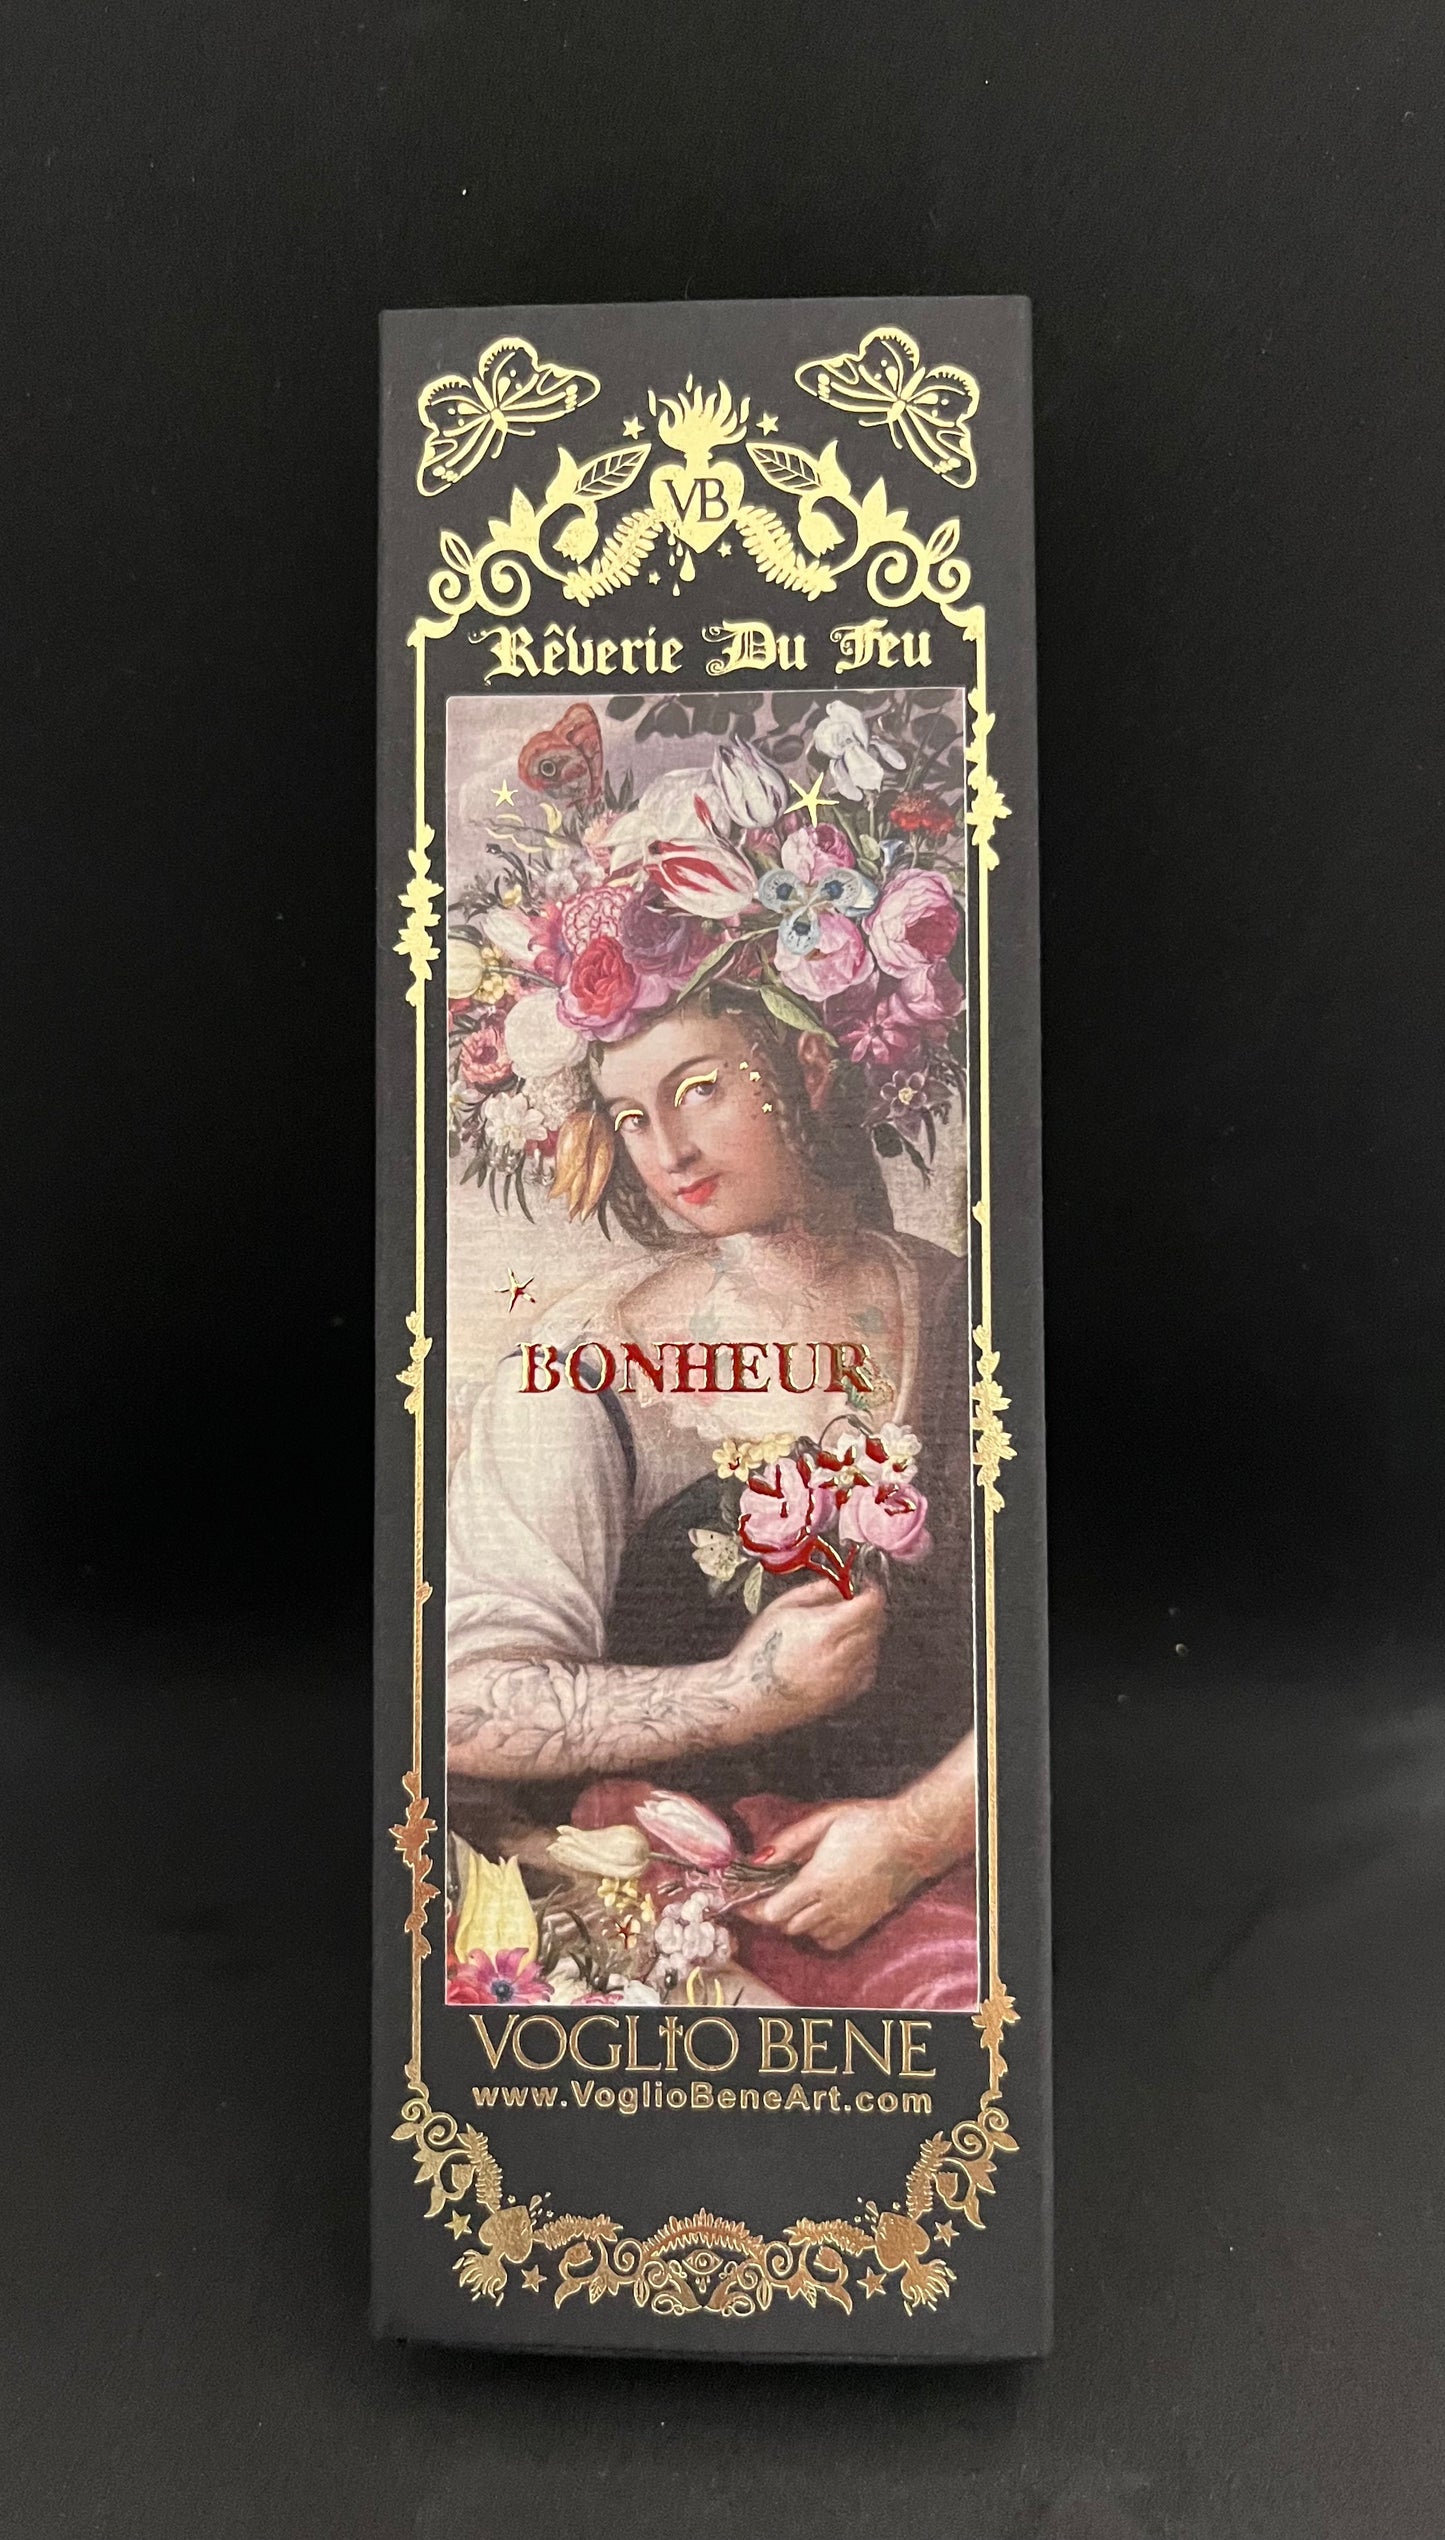 VB
Rêverie Du Feu
BONHEUR
VOGLIO BENE
www.VoglioBeneArt.com